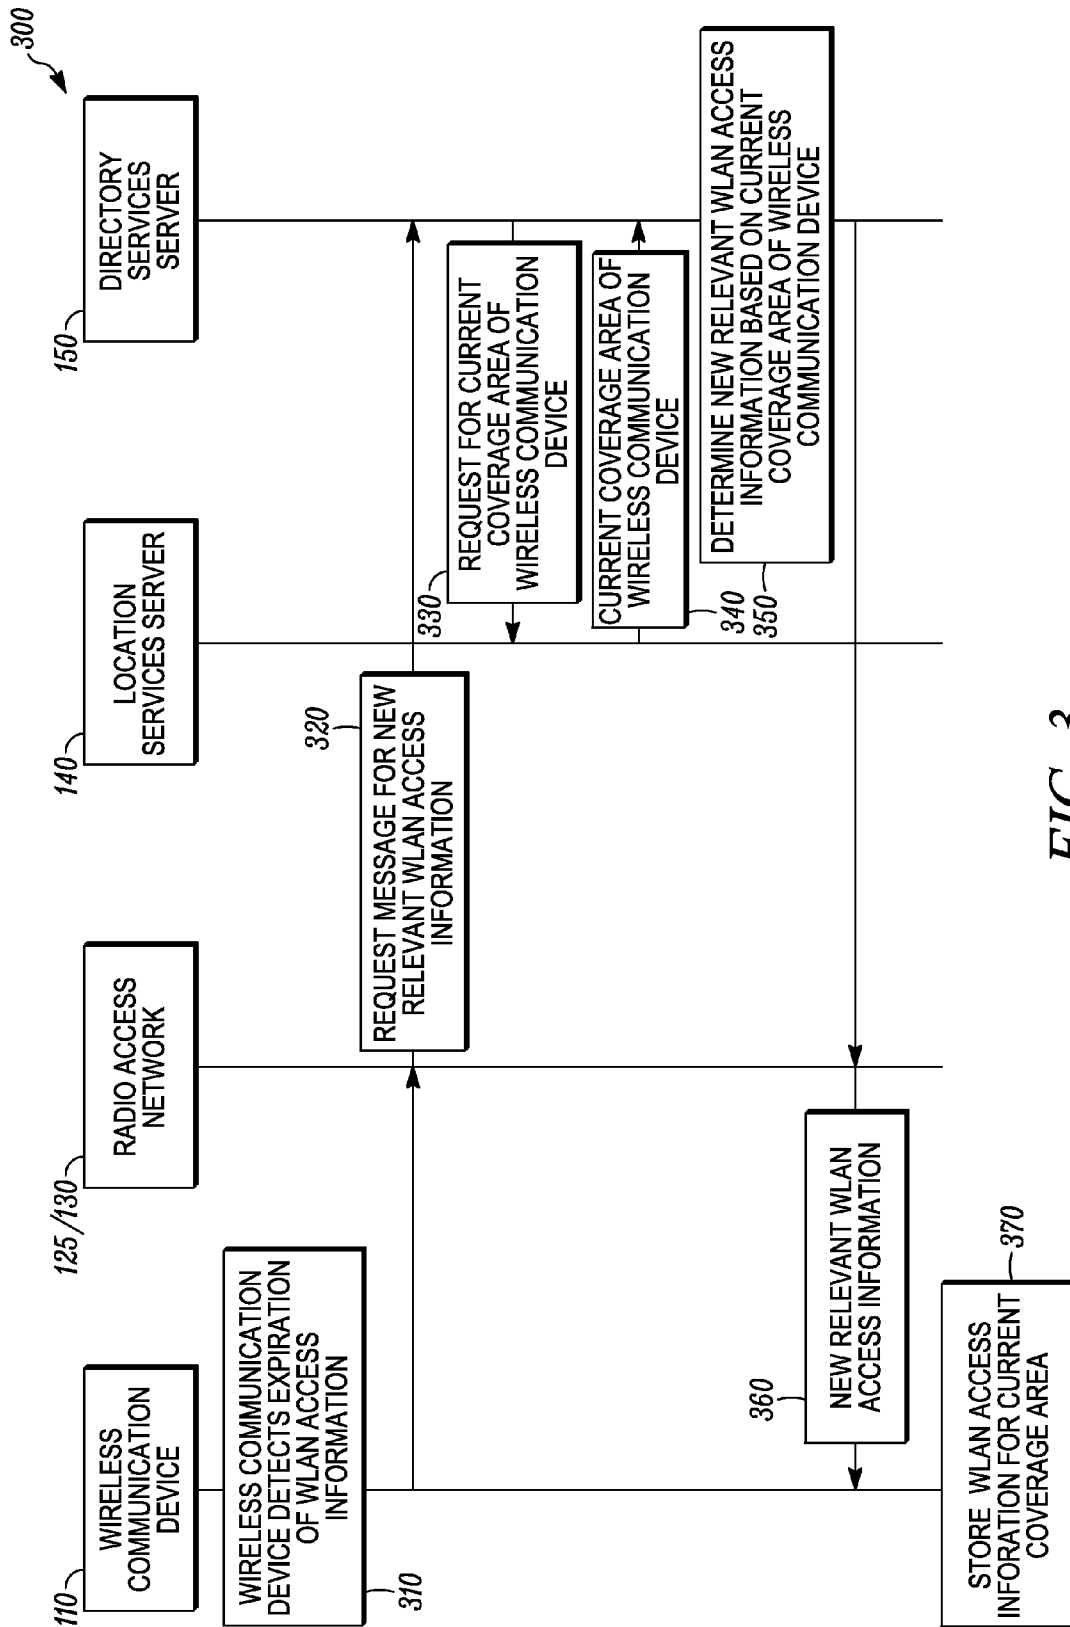 300
110
WIRELESS
COMMUNICATION
DEVICE
125/130
RADIO ACCESS
NETWORK
140
LOCATION
SERVICES SERVER
150
DIRECTORY
SERVICES
SERVER
WIRELESS COMMUNICATION
DEVICE DETECTS EXPIRATION
OF WLAN ACCESS
INFORMATION
310
320
REQUEST MESSAGE FOR NEW
RELEVANT WLAN ACCESS
INFORMATION
330
REQUEST FOR CURRENT
COVERAGE AREA OF
WIRELESS COMMUNICATION
DEVICE
CURRENT COVERAGE AREA OF
WIRELESS COMMUNICATION
DEVICE
340
DETERMINE NEW RELEVANT WLAN ACCESS
INFORMATION BASED ON CURRENT
COVERAGE AREA OF WIRELESS
COMMUNICATION DEVICE
350
360
NEW RELEVANT WLAN
ACCESS INFORMATION
STORE WLAN ACCESS
INFORATION FOR CURRENT
COVERAGE AREA
370
FIG. 3